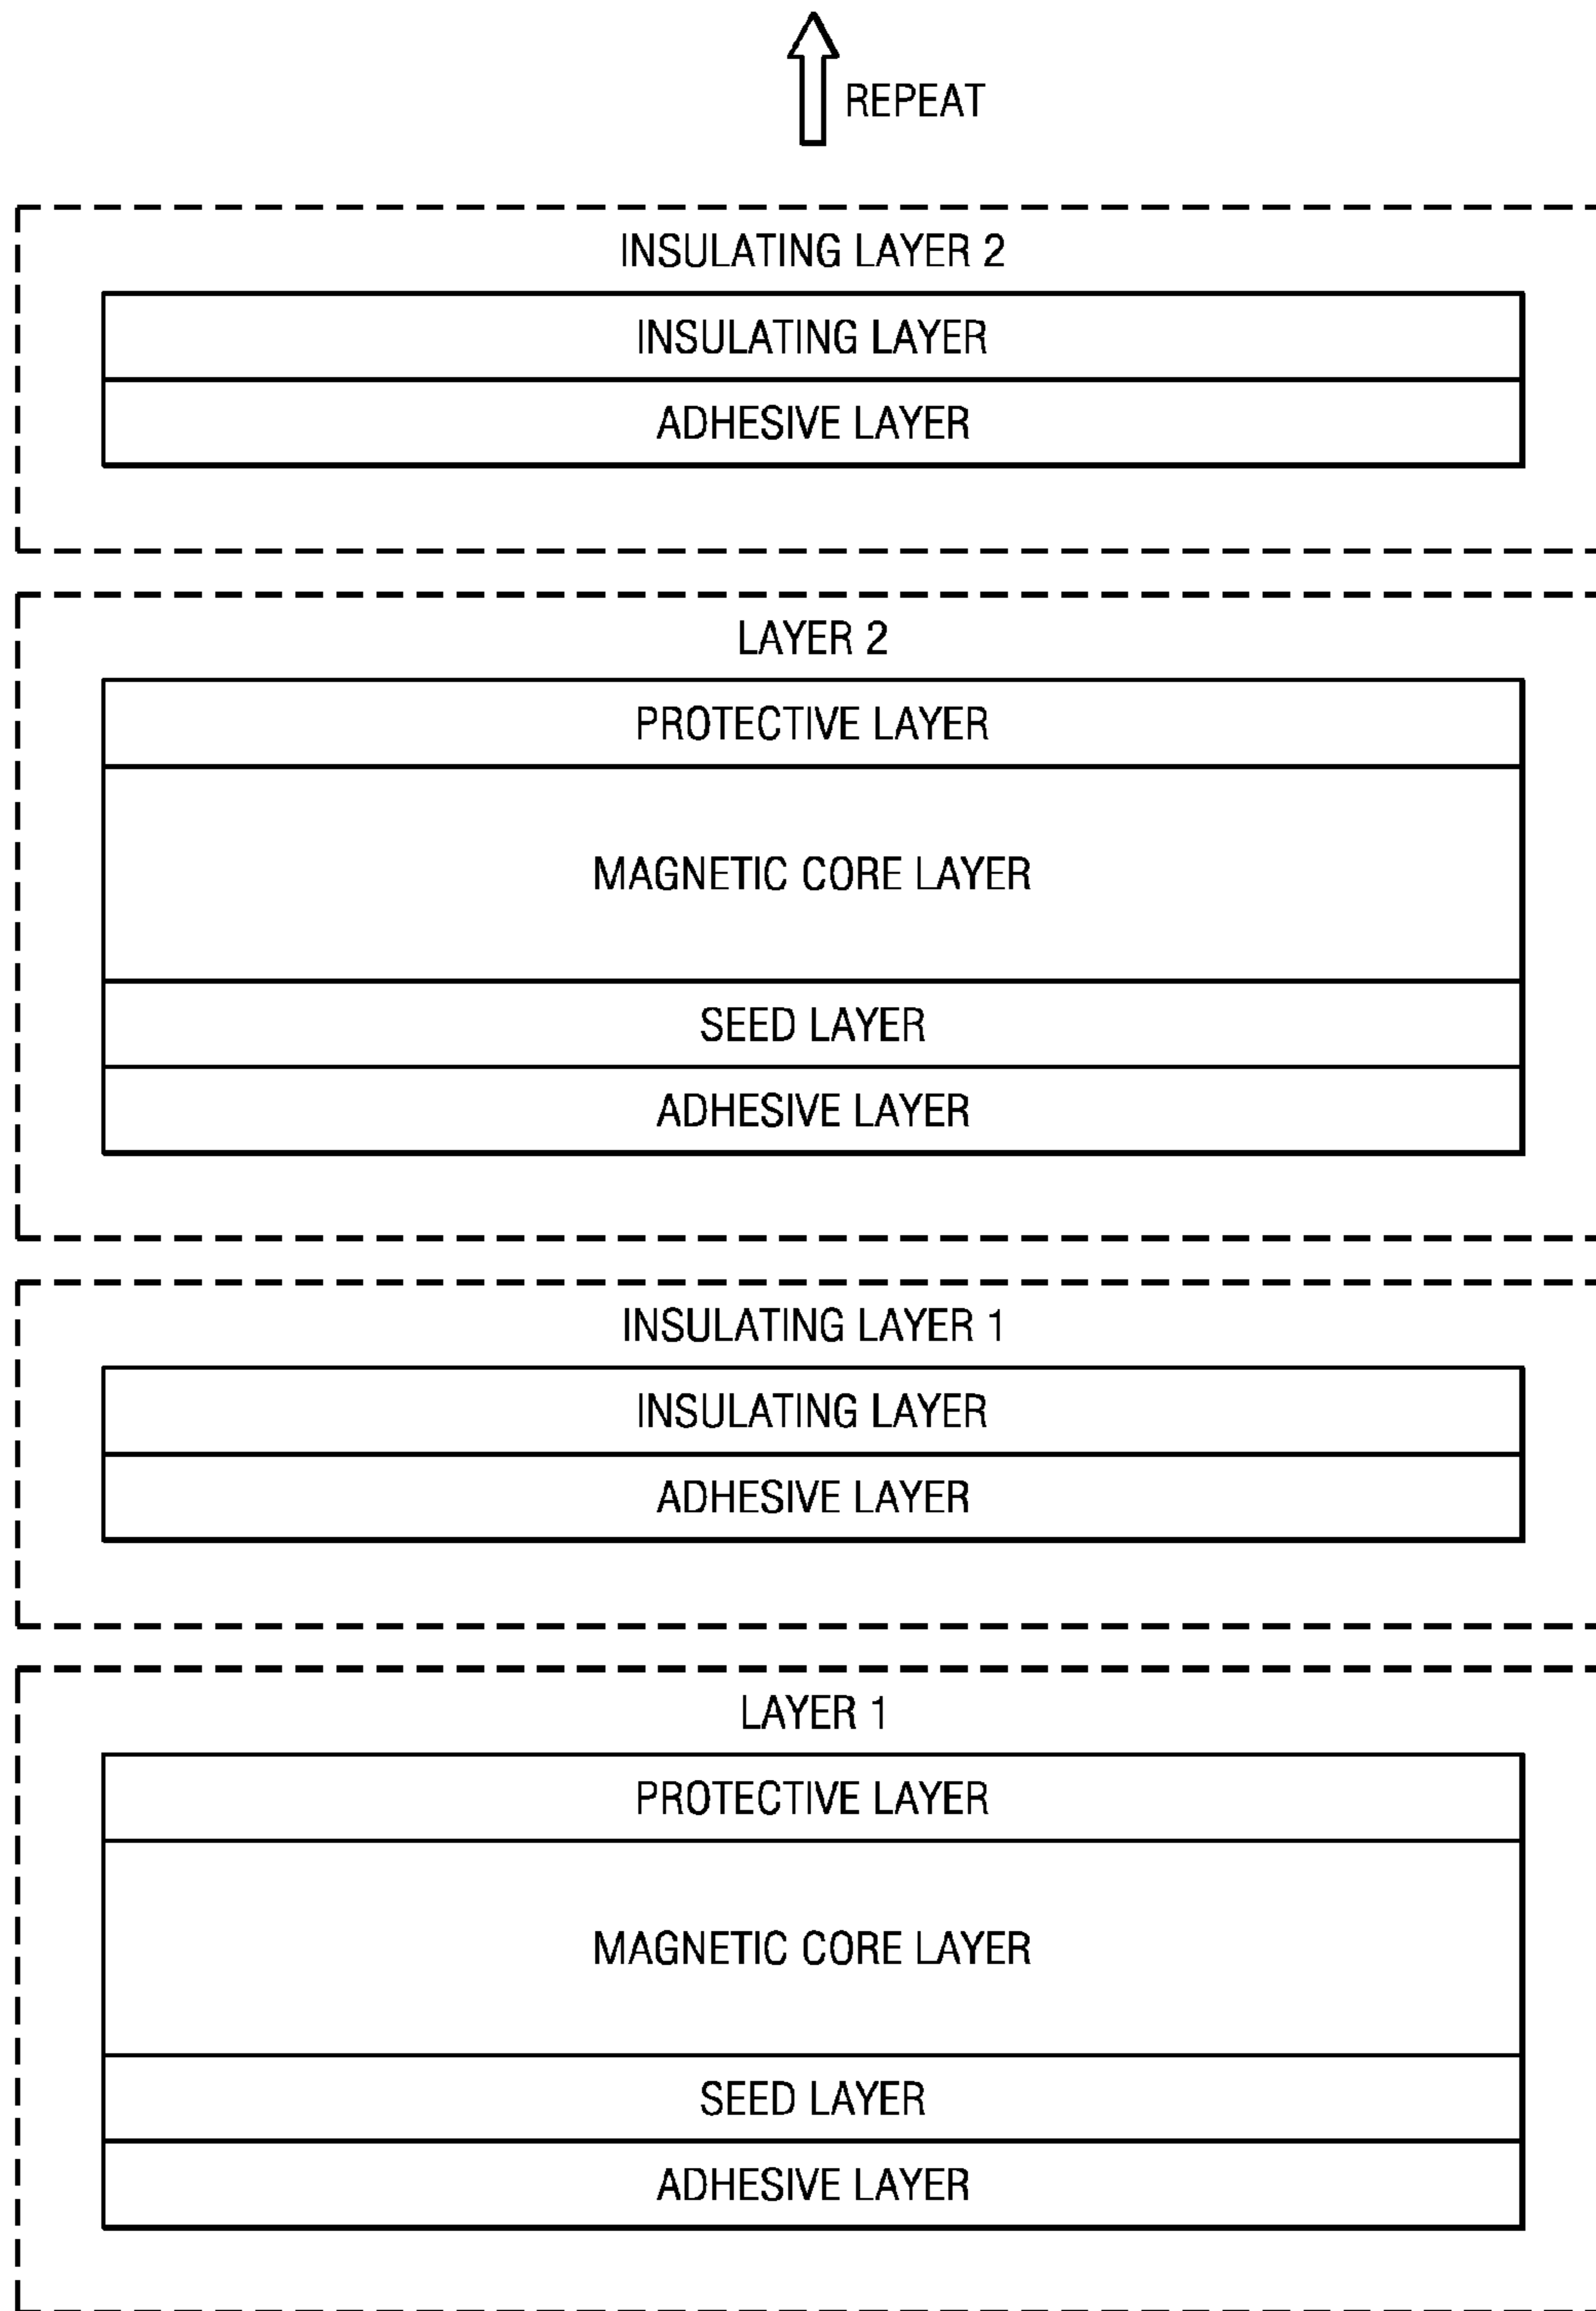 REPEAT
INSULATING LAYER 2
INSULATING LAYER
ADHESIVE LAYER
LAYER 2
PROTECTIVE LAYER
MAGNETIC CORE LAYER
SEED LAYER
ADHESIVE LAYER
INSULATING LAYER 1
INSULATING LAYER
ADHESIVE LAYER
LAYER 1
PROTECTIVE LAYER
MAGNETIC CORE LAYER
SEED LAYER
ADHESIVE LAYER